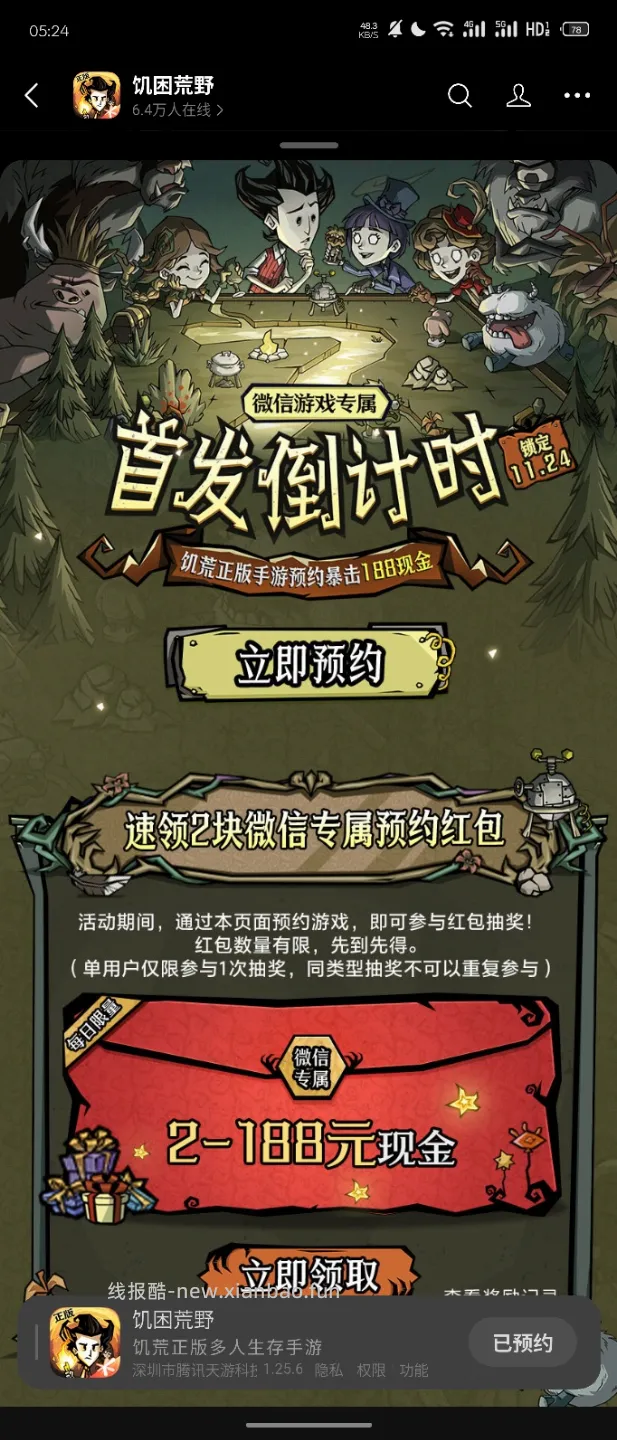 05:24
48.3
KB/S
4G
5G
HD
78
正版
饥困荒野
6.4万人在线
微信游戏专属
首发倒计时
锁定
11.24
饥荒正版手游预约暴击188现金
立即预约
速领2块微信专属预约红包
活动期间，通过本页面预约游戏，即可参与红包抽奖！
红包数量有限，先到先得。
（单用户仅限参与1次抽奖，同类型抽奖不可以重复参与）
每日限量
微信
专属
2-188元现金
立即领取
查看奖励记录
线报酷-new.xianbao.fun
正版
饥困荒野
饥荒正版多人生存手游
深圳市腾讯天游科技 1.25.6 隐私 权限 功能
已预约